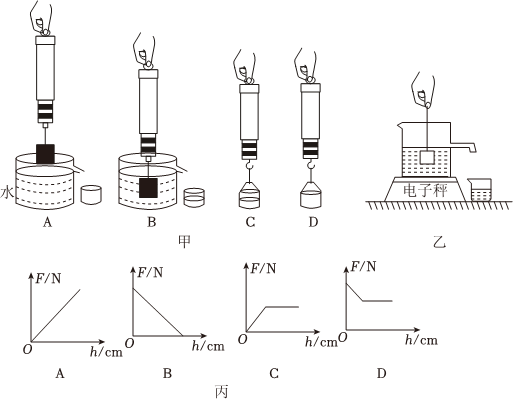 水
A
B
C
D
甲
电子秤
乙
F/N
O
h/cm
A
F/N
O
h/cm
B
F/N
O
h/cm
C
F/N
O
h/cm
D
丙